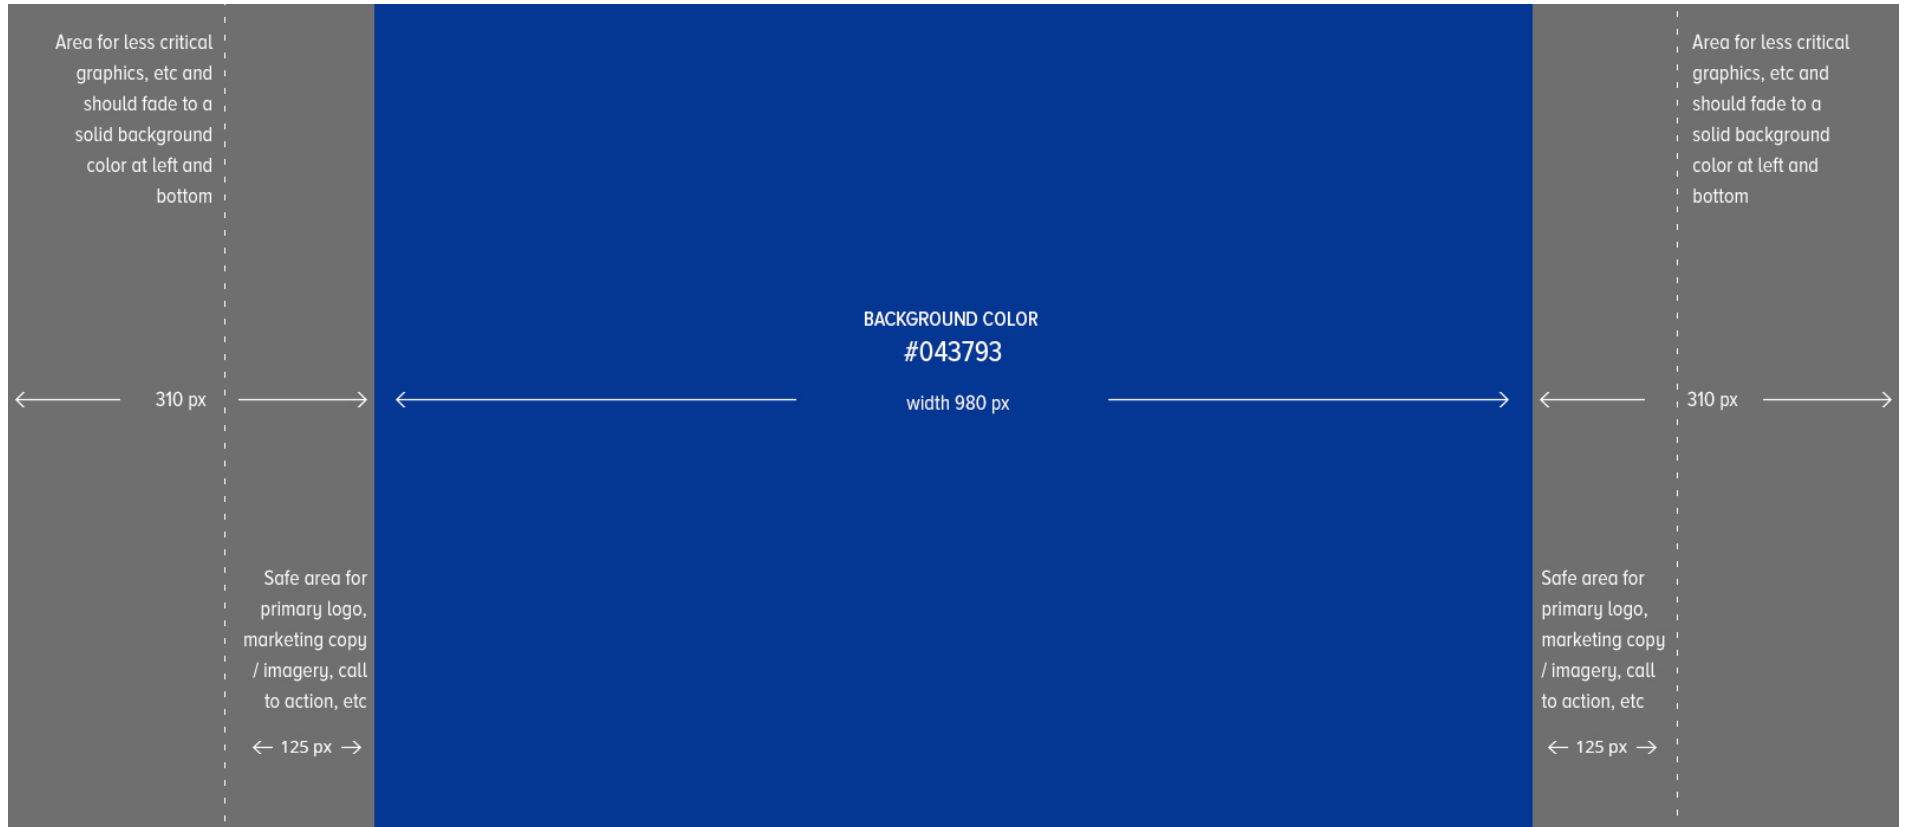 Area for less critical
graphics, etc and
should fade to a
solid background
color at left and
bottom
310 px
Safe area for
primary logo,
marketing copy
/ imagery, call
to action, etc
125 px
BACKGROUND COLOR
#043793
width 980 px
Area for less critical
graphics, etc and
should fade to a
solid background
color at left and
bottom
310 px
Safe area for
primary logo,
marketing copy
/ imagery, call
to action, etc
125 px